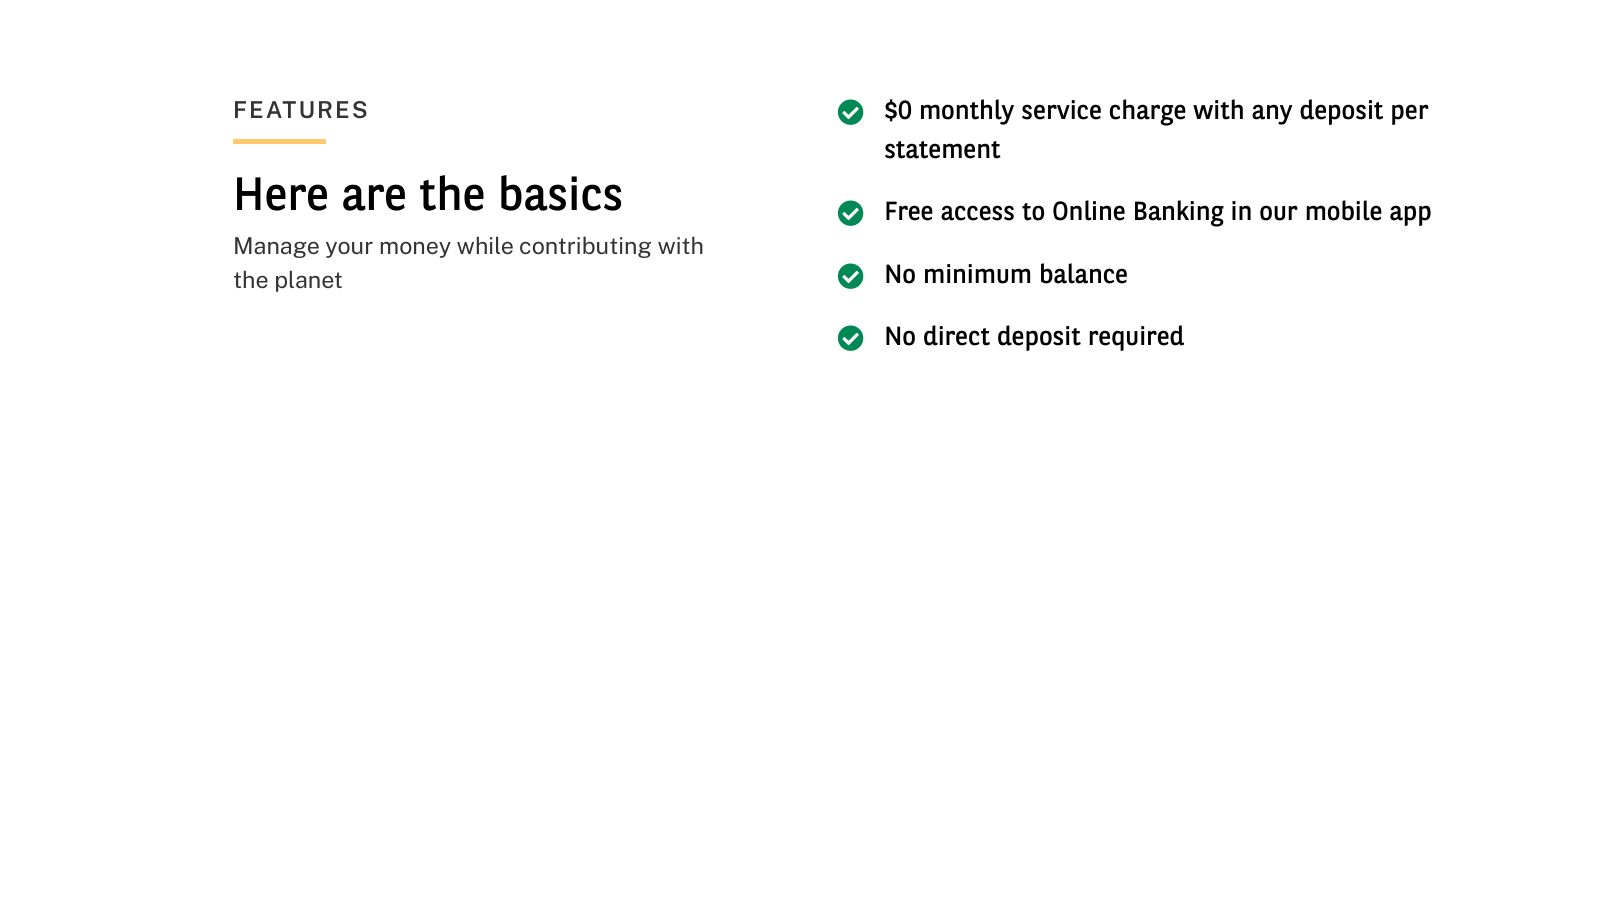 FEATURES
Here are the basics
Manage your money while contributing with
the planet
$0 monthly service charge with any deposit per
statement
Free access to Online Banking in our mobile app
No minimum balance
No direct deposit required